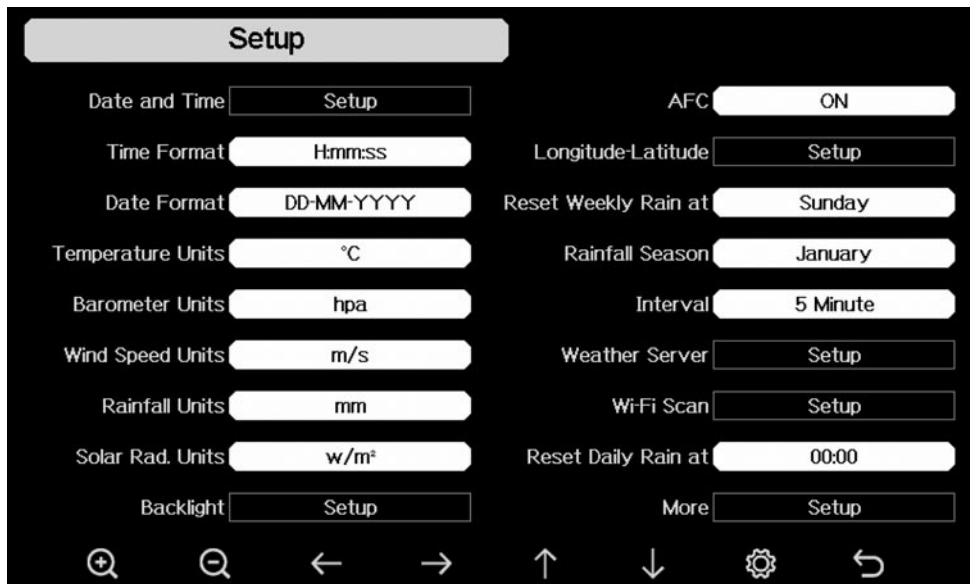 Setup
Date and Time Setup
Time Format H:mm:ss
Date Format DD-MM-YYYY
Temperature Units °C
Barometer Units hpa
Wind Speed Units m/s
Rainfall Units mm
Solar Rad. Units w/m²
Backlight Setup
AFC ON
Longitude-Latitude Setup
Reset Weekly Rain at Sunday
Rainfall Season January
Interval 5 Minute
Weather Server Setup
Wi-Fi Scan Setup
Reset Daily Rain at 00:00
More Setup